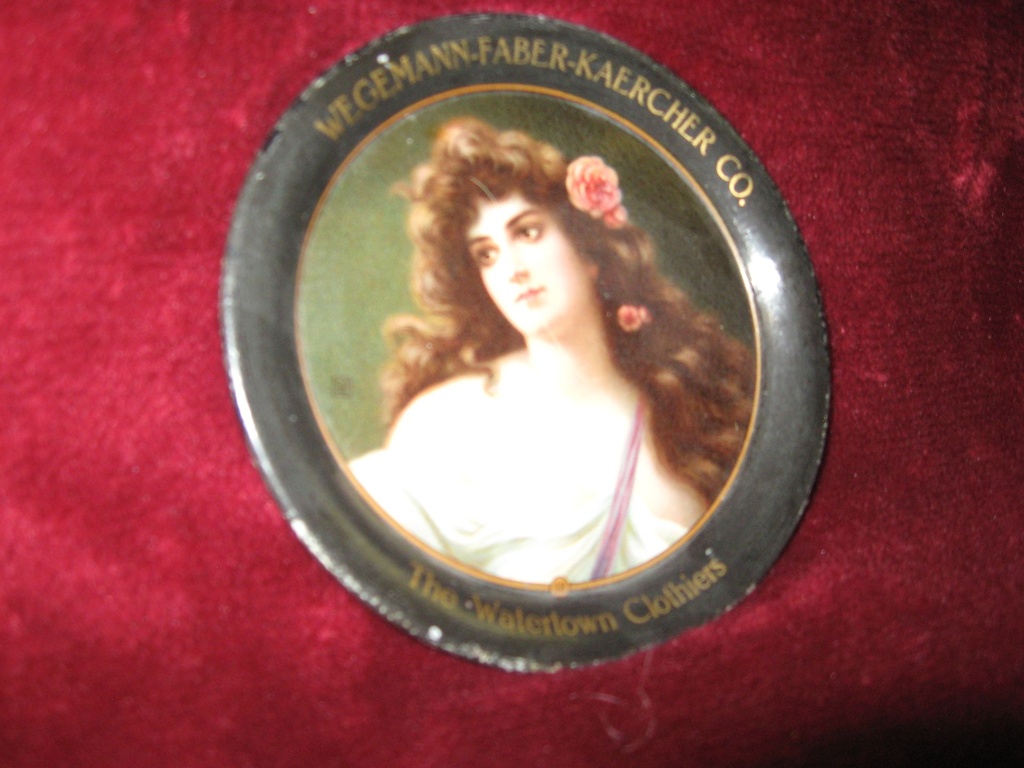 WEGEMANN-FABER-KAERCHER CO.
The Watertown Clothiers